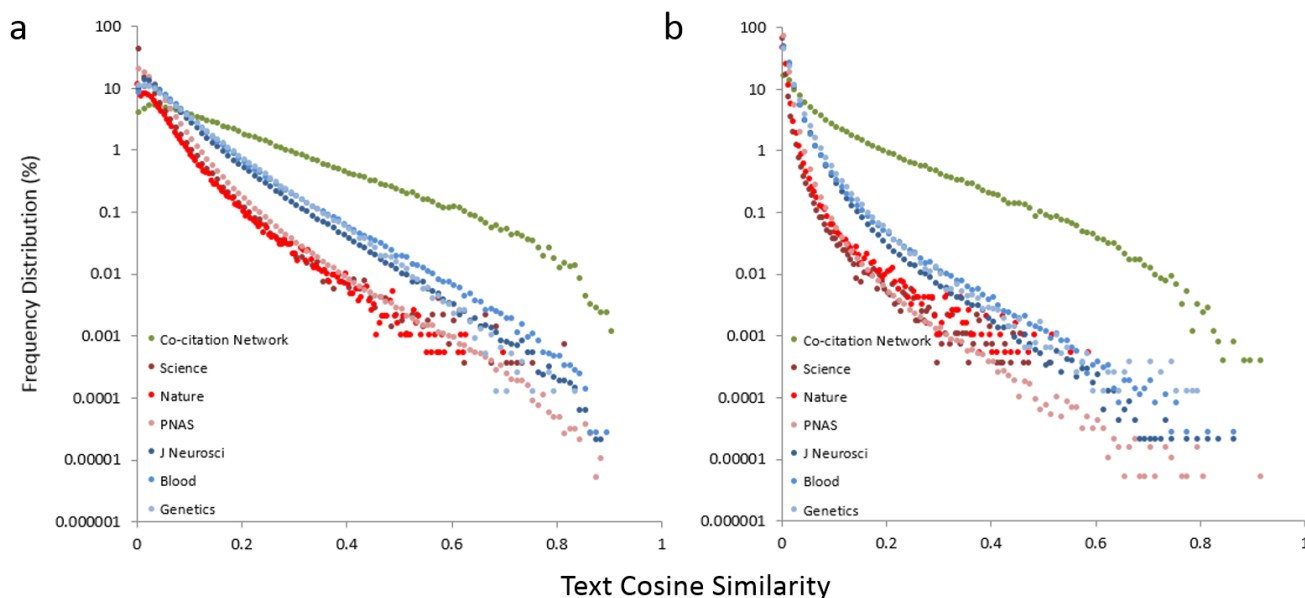 a
100
10
1
0.1
0.01
0.001
0.0001
0.00001
0.000001
Frequency Distribution (%)
Co-citation Network
Science
Nature
PNAS
J Neurosci
Blood
Genetics
0 0.2 0.4 0.6 0.8 1
b
100
10
1
0.1
0.01
0.001
0.0001
0.00001
0.000001
Co-citation Network
Science
Nature
PNAS
J Neurosci
Blood
Genetics
0 0.2 0.4 0.6 0.8 1
Text Cosine Similarity